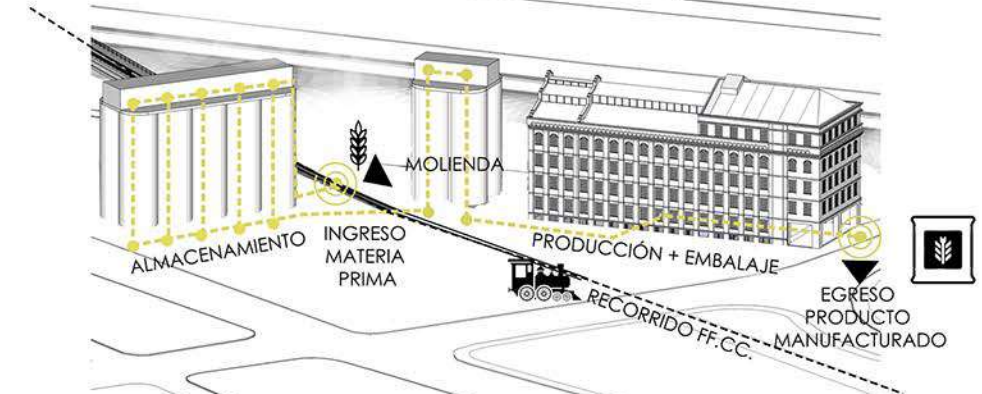 MOLIENDA
ALMACENAMIENTO
INGRESO
MATERIA
PRIMA
PRODUCCIÓN + EMBALAJE
RECORRIDO FF.CC.
EGRESO
PRODUCTO
MANUFACTURADO